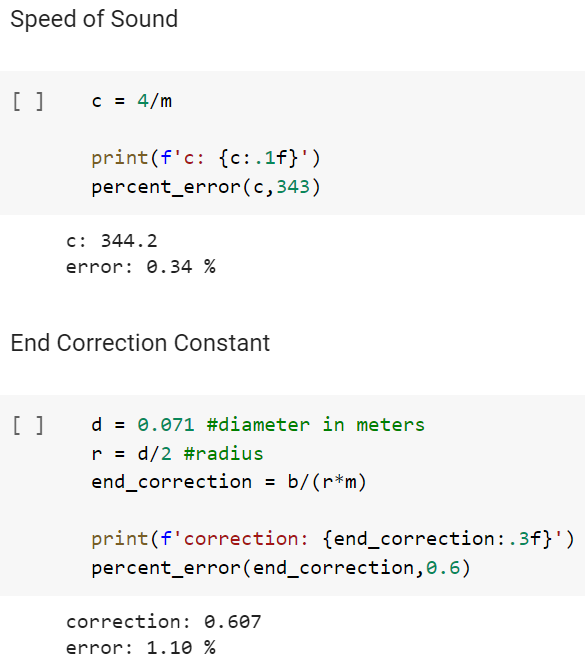 Speed of Sound
[ ] c = 4/m
print(f'c: {c:.1f}')
percent_error(c,343)
c: 344.2
error: 0.34 %
End Correction Constant
[ ] d = 0.071 #diameter in meters
r = d/2 #radius
end_correction = b/(r*m)
print(f'correction: {end_correction:.3f}')
percent_error(end_correction,0.6)
correction: 0.607
error: 1.10 %